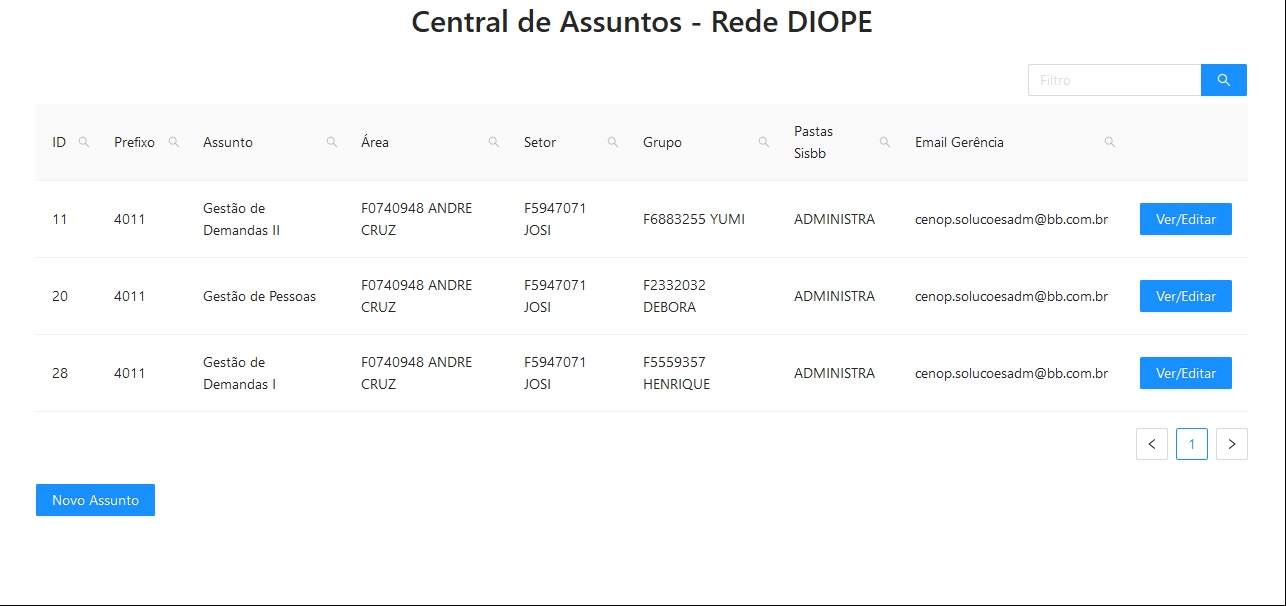 Central de Assuntos - Rede DIOPE
Filtro
ID Prefixo Assunto Área Setor Grupo Pastas Sisbb Email Gerência
11 4011 Gestão de Demandas II F0740948 ANDRE CRUZ F5947071 JOSI F6883255 YUMI ADMINISTRA cenop.solucoesadm@bb.com.br Ver/Editar
20 4011 Gestão de Pessoas F0740948 ANDRE CRUZ F5947071 JOSI F2332032 DEBORA ADMINISTRA cenop.solucoesadm@bb.com.br Ver/Editar
28 4011 Gestão de Demandas I F0740948 ANDRE CRUZ F5947071 JOSI F5559357 HENRIQUE ADMINISTRA cenop.solucoesadm@bb.com.br Ver/Editar
1
Novo Assunto